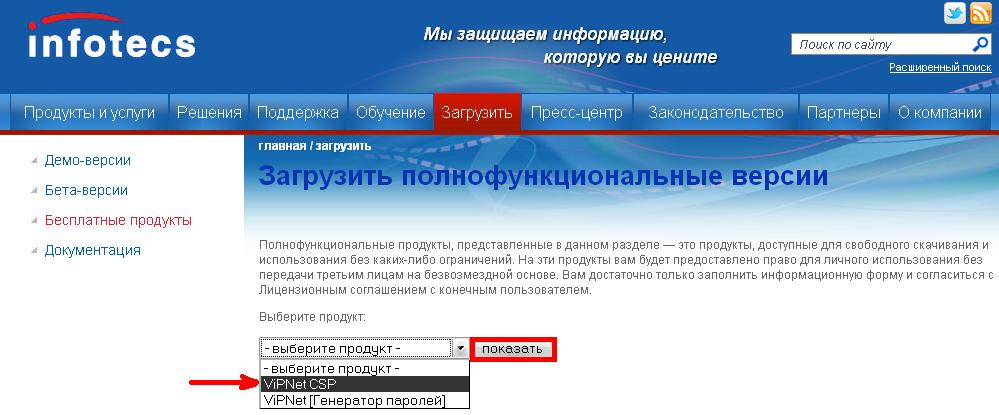 infotecs
Мы защищаем информацию,
которую вы цените
Поиск по сайту
Расширенный поиск
Продукты и услуги
Решения
Поддержка
Обучение
Загрузить
Пресс-центр
Законодательство
Партнеры
О компании
Демо-версии
Бета-версии
Бесплатные продукты
Документация
главная / загрузить
Загрузить полнофункциональные версии
Полнофункциональные продукты, представленные в данном разделе — это продукты, доступные для свободного скачивания и
использования без каких-либо ограничений. На эти продукты вам будет предоставлено право для личного использования без
передачи третьим лицам на безвозмездной основе. Вам достаточно только заполнить информационную форму и согласиться с
Лицензионным соглашением с конечным пользователем.
Выберите продукт:
- выберите продукт -
показать
- выберите продукт -
ViPNet CSP
ViPNet [Генератор паролей]